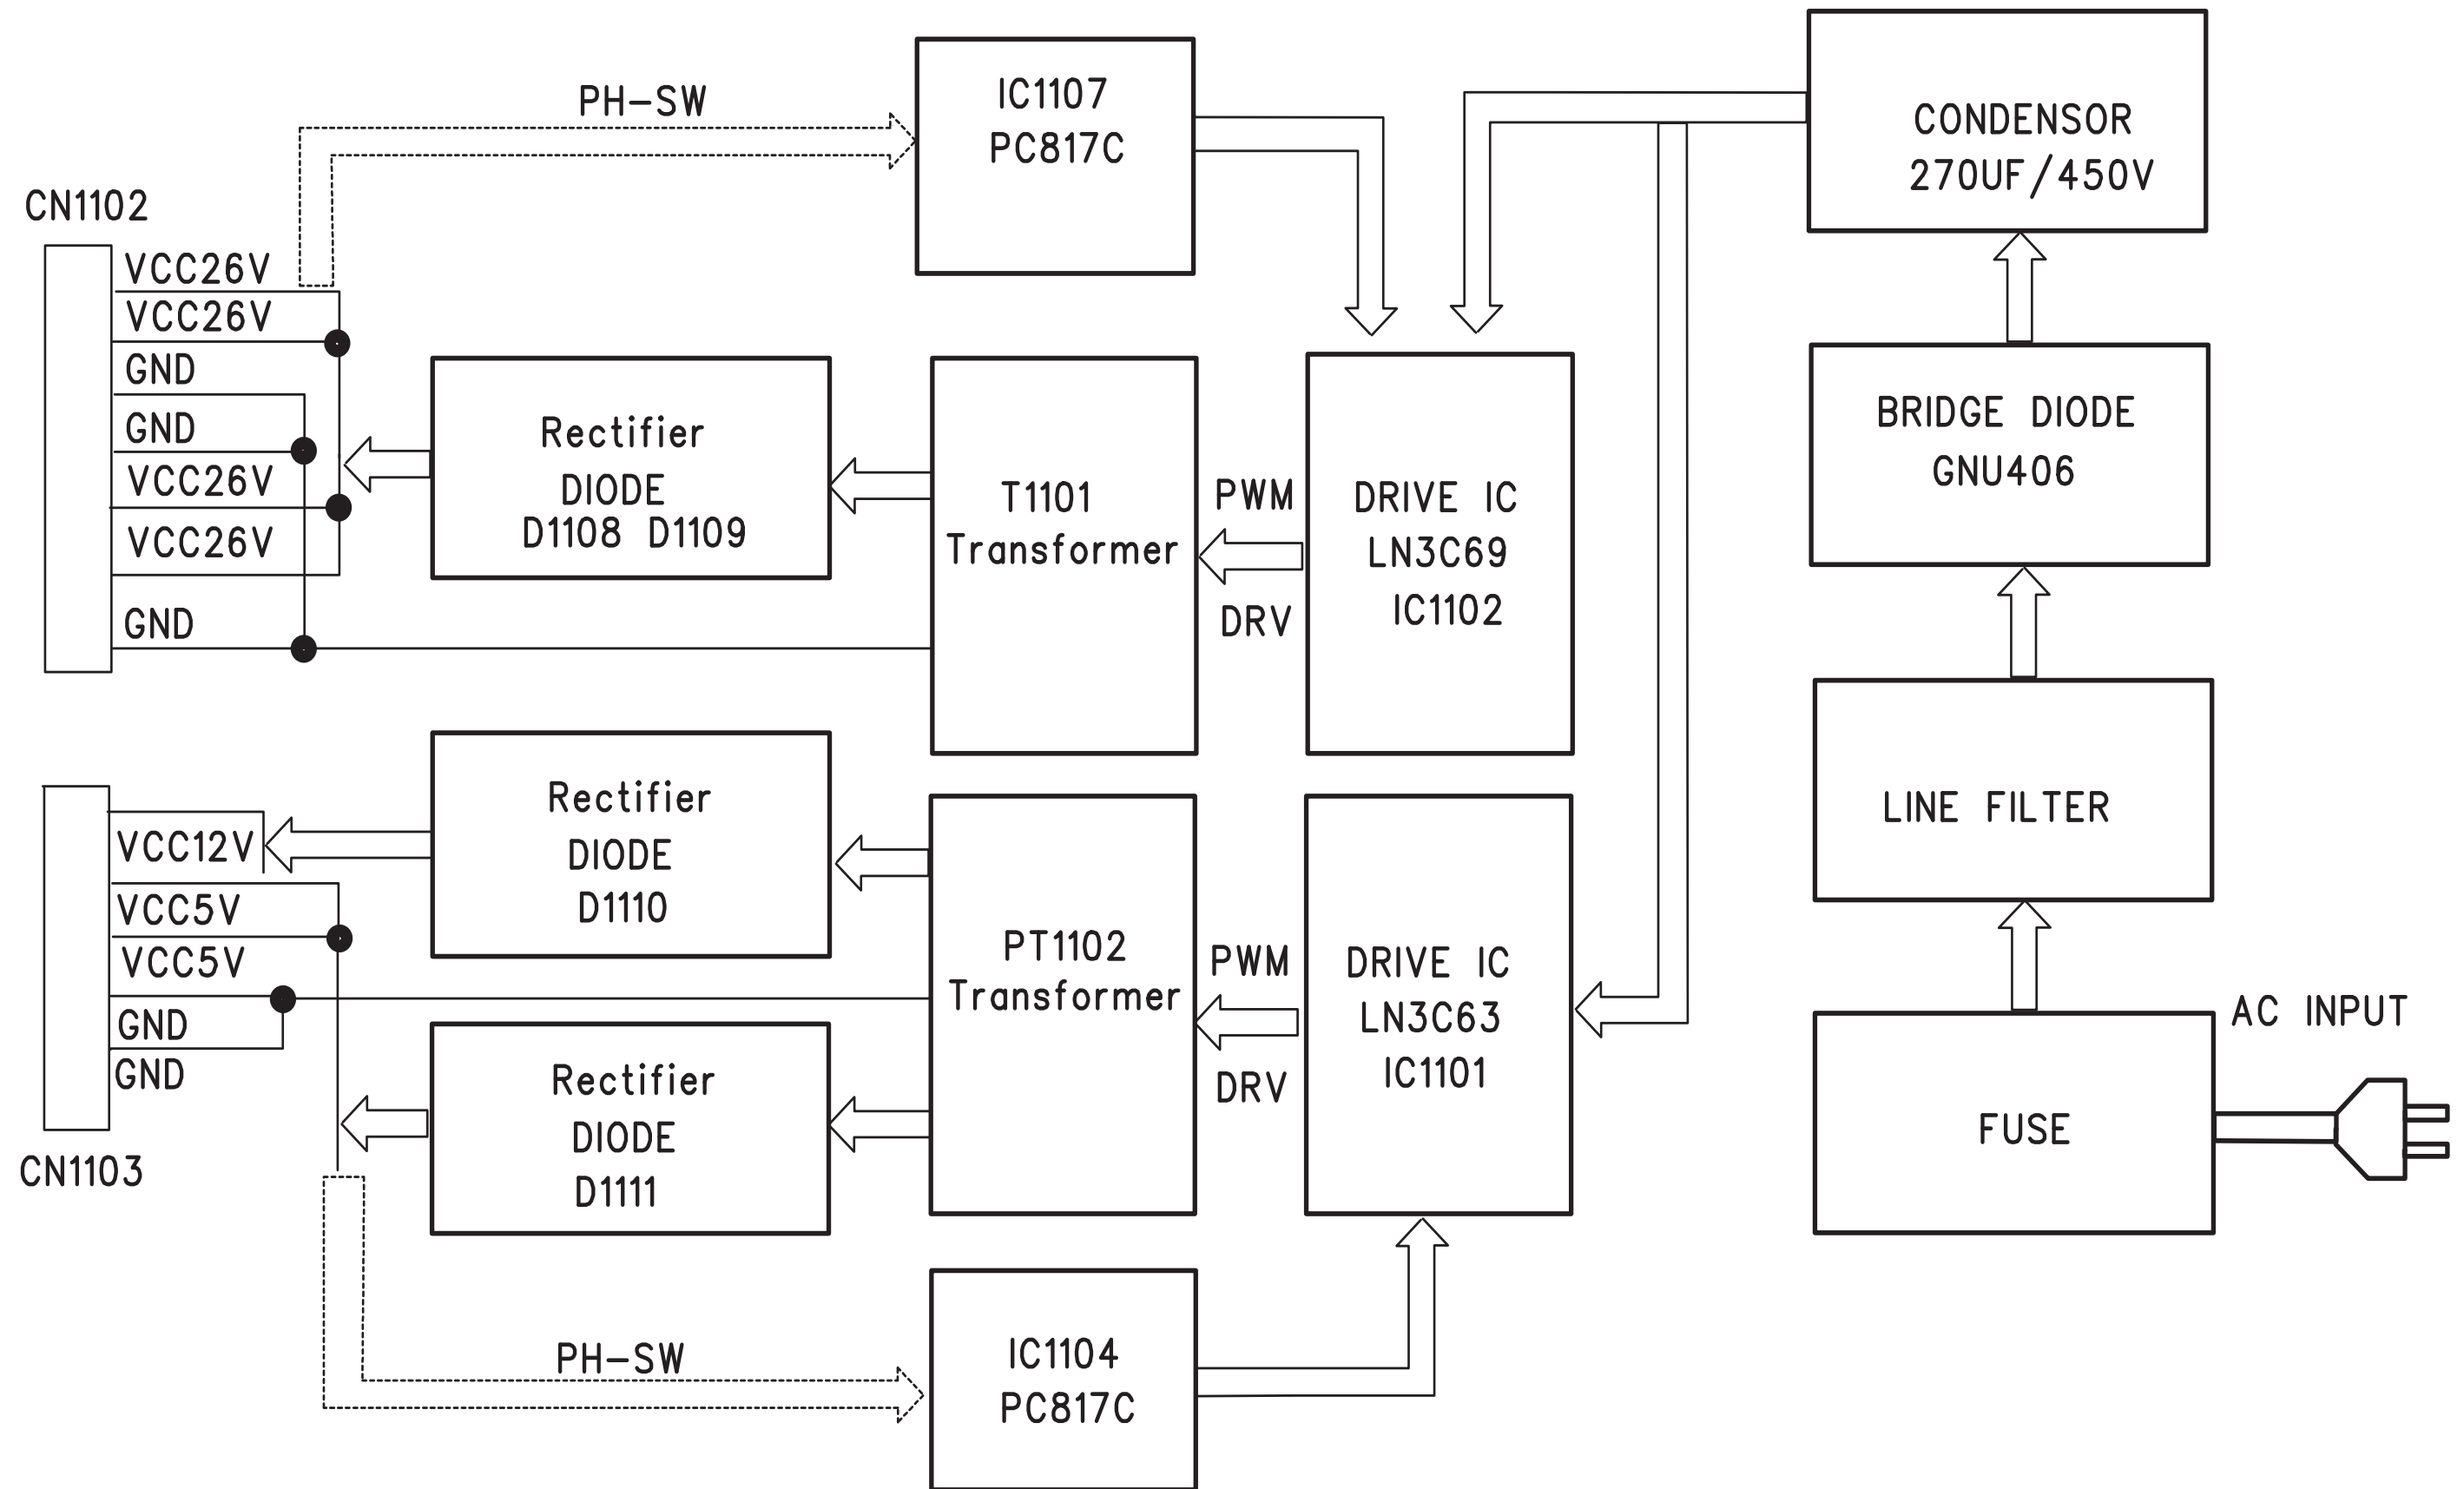 PH-SW
IC1107
PC817C
CONDENSOR
270UF/450V
CN1102
VCC26V
VCC26V
GND
GND
VCC26V
VCC26V
GND
Rectifier
DIODE
D1108 D1109
T1101
Transformer
PWM
DRV
DRIVE IC
LN3C69
IC1102
BRIDGE DIODE
GNU406
LINE FILTER
Rectifier
DIODE
D1110
VCC12V
VCC5V
VCC5V
GND
GND
CN1103
PT1102
Transformer
PWM
DRV
DRIVE IC
LN3C63
IC1101
AC INPUT
FUSE
Rectifier
DIODE
D1111
PH-SW
IC1104
PC817C